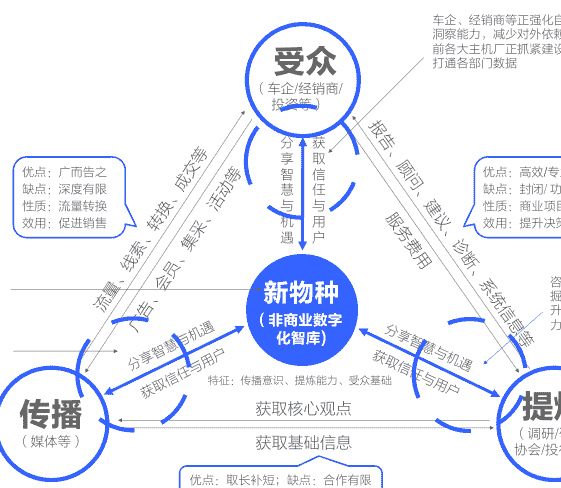 车企、经销商等正强化自
洞察能力，减少对外依赖
前各大主机厂正抓紧建设
打通各部门数据
受众
（车企/经销商/
投资等）
优点：广而告之
缺点：深度有限
性质：流量转换
效用：促进销售
流量、线索、转换、成交等
广告、会员、集采、活动等
分享智慧与机遇
获取信任与用户
报告、顾问、建议、诊断、系统信息等
服务费用
优点：高效/专
缺点：封闭/功
性质：商业项目
效用：提升决策
新物种
（非商业数字
化智库）
咨
掘
升
力
分享智慧与机遇
获取信任与用户
分享智慧与机遇
获取信任与用户
特征：传播意识、提炼能力、受众基础
传播
（媒体等）
获取核心观点
获取基础信息
提炼
（调研/
协会/投
优点：取长补短；缺点：合作有限